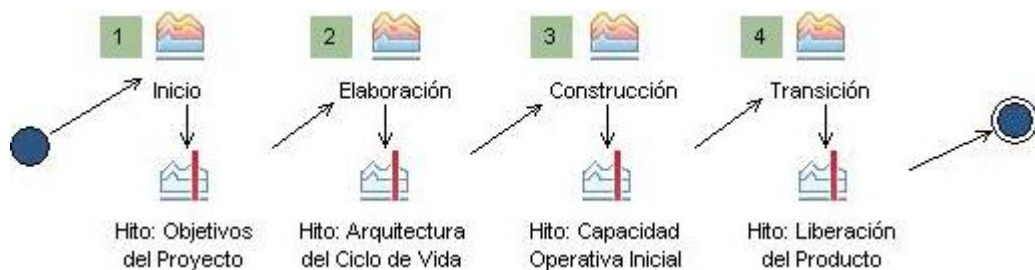 1
2
3
4
Inicio
Elaboración
Construcción
Transición
Hito: Objetivos
del Proyecto
Hito: Arquitectura
del Ciclo de Vida
Hito: Capacidad
Operativa Inicial
Hito: Liberación
del Producto